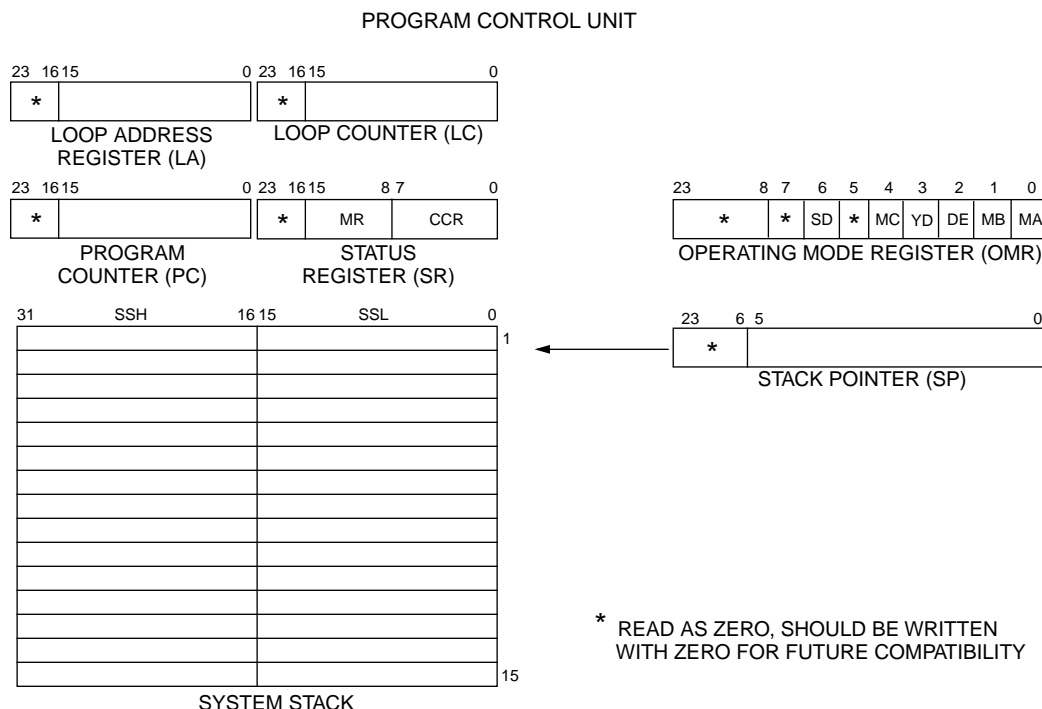 PROGRAM CONTROL UNIT
23 16 15 0 23 16 15 0
* *
LOOP ADDRESS
REGISTER (LA)
LOOP COUNTER (LC)
23 16 15 0 23 16 15 8 7 0
* * MR CCR
PROGRAM
COUNTER (PC)
STATUS
REGISTER (SR)
23 8 7 6 5 4 3 2 1 0
* * SD * MC YD DE MB MA
OPERATING MODE REGISTER (OMR)
31 SSH 16 15 SSL 0
1
15
SYSTEM STACK
23 6 5 0
*
STACK POINTER (SP)
* READ AS ZERO, SHOULD BE WRITTEN
WITH ZERO FOR FUTURE COMPATIBILITY